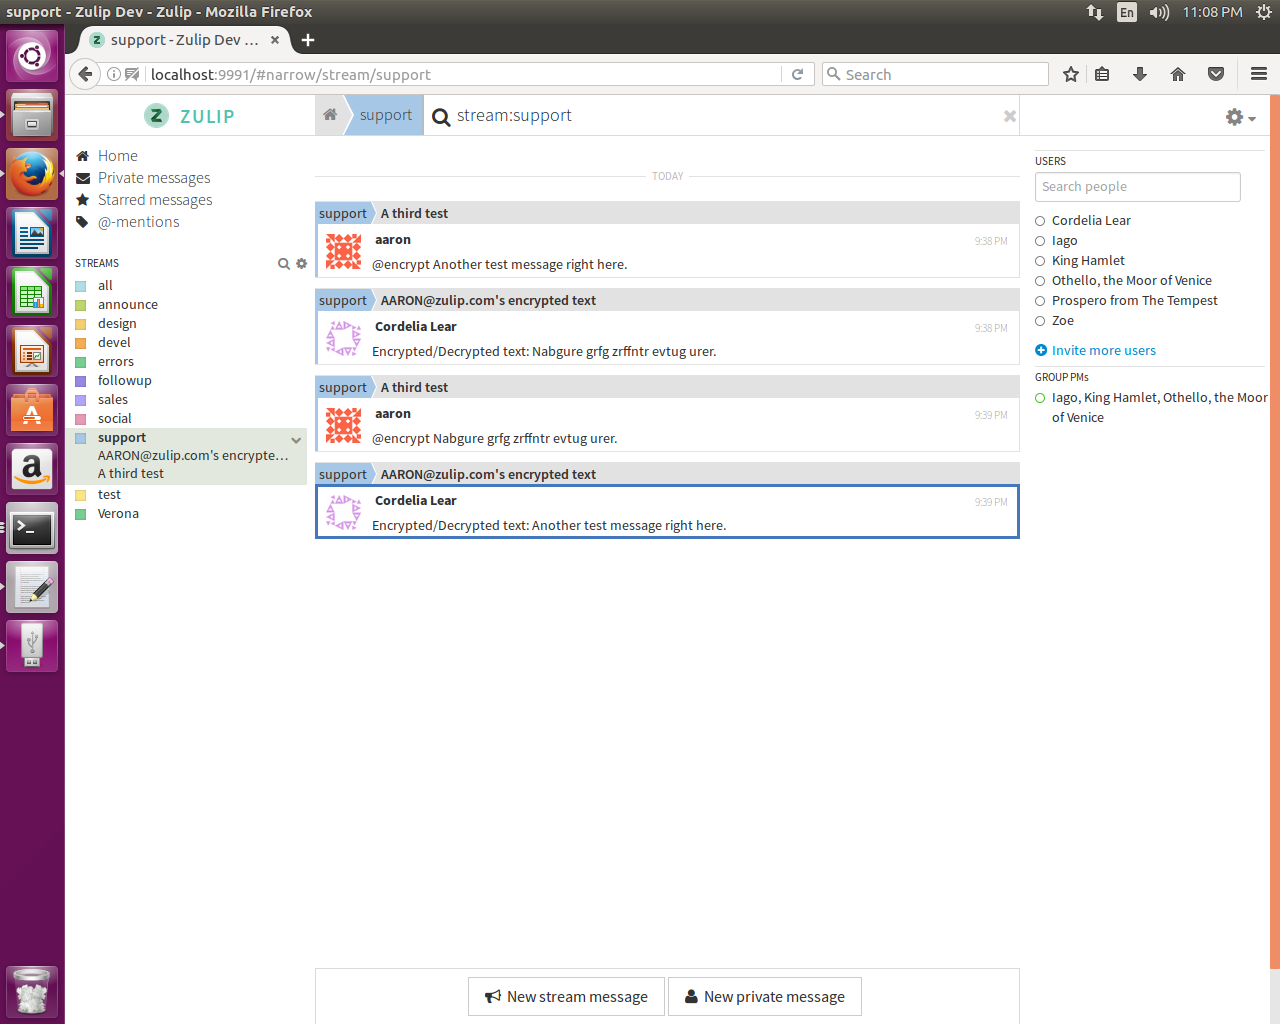 support - Zulip Dev - Zulip - Mozilla Firefox
En
11:08 PM
support - Zulip Dev ...
localhost:9991/#narrow/stream/support
Search
ZULIP
support
stream:support
Home
Private messages
Starred messages
@-mentions
STREAMS
all
announce
design
devel
errors
followup
sales
social
support
AARON@zulip.com's encrypte...
A third test
test
Verona
TODAY
support A third test
aaron 9:38 PM
@encrypt Another test message right here.
support AARON@zulip.com's encrypted text
Cordelia Lear 9:38 PM
Encrypted/Decrypted text: Nabgure grfg zrffntr evtug urer.
support A third test
aaron 9:39 PM
@encrypt Nabgure grfg zrffntr evtug urer.
support AARON@zulip.com's encrypted text
Cordelia Lear 9:39 PM
Encrypted/Decrypted text: Another test message right here.
New stream message
New private message
USERS
Search people
Cordelia Lear
Iago
King Hamlet
Othello, the Moor of Venice
Prospero from The Tempest
Zoe
Invite more users
GROUP PMs
Iago, King Hamlet, Othello, the Moor
of Venice